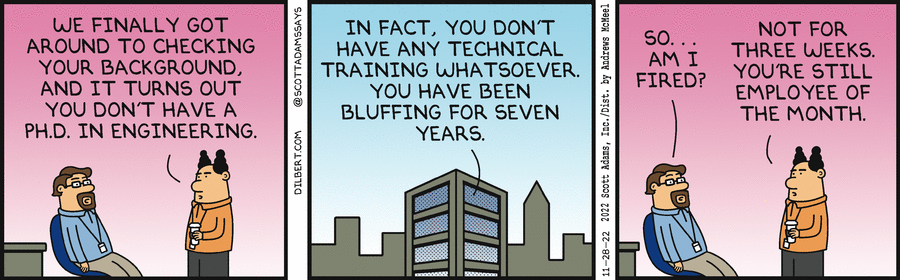 WE FINALLY GOT
AROUND TO CHECKING
YOUR BACKGROUND,
AND IT TURNS OUT
YOU DON'T HAVE A
PH.D. IN ENGINEERING.
DILBERT.COM @SCOTTADAMSSAYS
IN FACT, YOU DON'T
HAVE ANY TECHNICAL
TRAINING WHATSOEVER.
YOU HAVE BEEN
BLUFFING FOR SEVEN
YEARS.
11-28-22 2022 Scott Adams, Inc./Dist. by Andrews McMeel
SO...
AM I
FIRED?
NOT FOR
THREE WEEKS.
YOU'RE STILL
EMPLOYEE OF
THE MONTH.